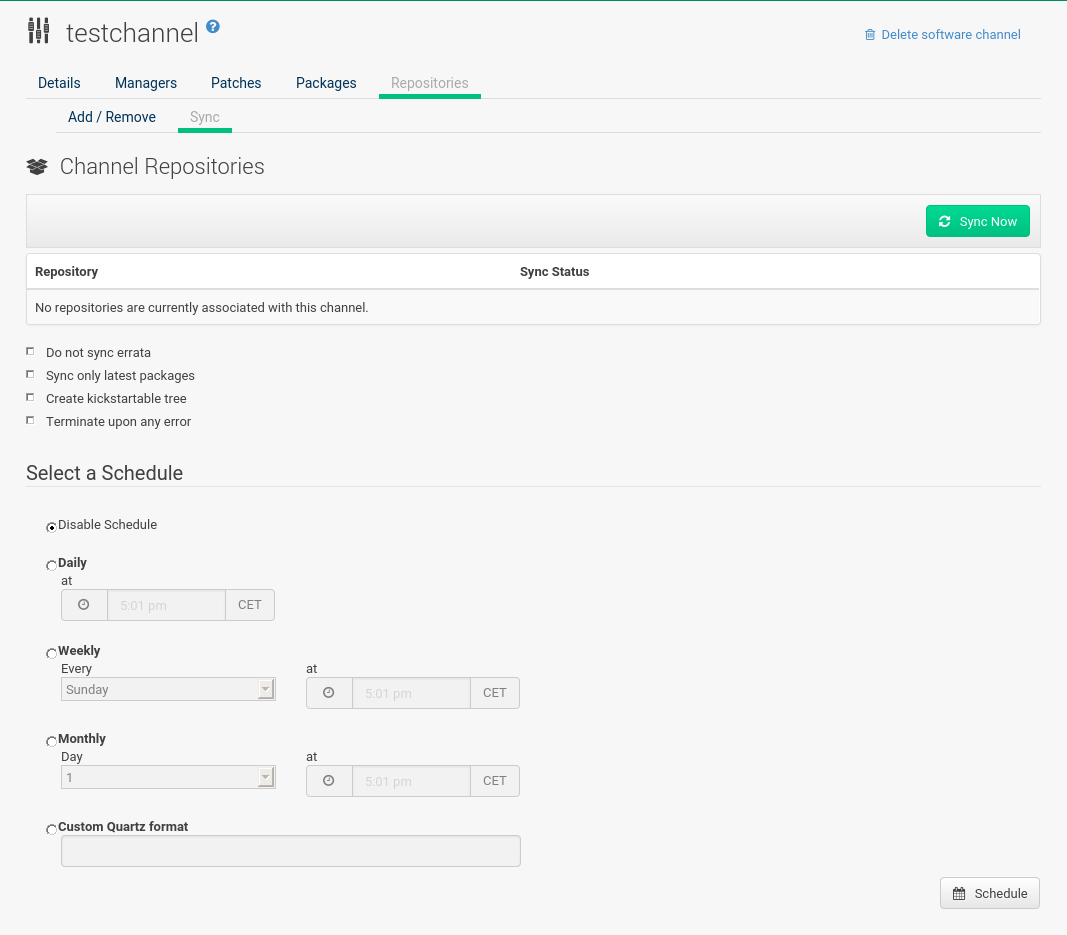 testchannel ?
Delete software channel
Details Managers Patches Packages Repositories
Add / Remove Sync
Channel Repositories
Sync Now
Repository Sync Status
No repositories are currently associated with this channel.
Do not sync errata
Sync only latest packages
Create kickstartable tree
Terminate upon any error
Select a Schedule
Disable Schedule
Daily
at
5:01 pm CET
Weekly
Every at
Sunday 5:01 pm CET
Monthly
Day at
1 5:01 pm CET
Custom Quartz format
Schedule